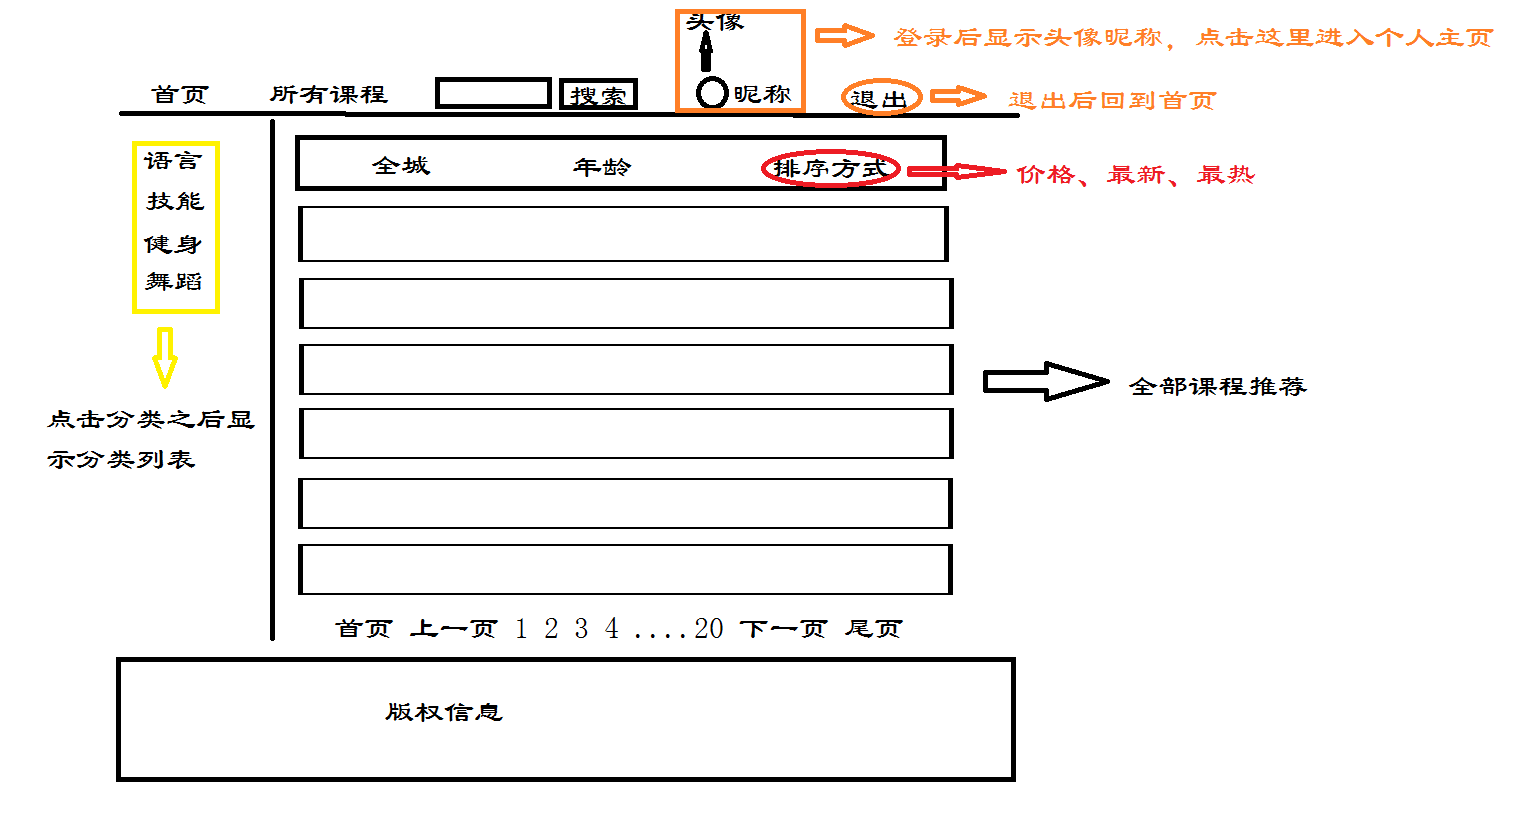 头像
登录后显示头像昵称，点击这里进入个人主页
首页 所有课程 搜索 昵称 退出
退出后回到首页
全城 年龄 排序方式
价格、最新、最热
语言
技能
健身
舞蹈
点击分类之后显
示分类列表
全部课程推荐
首页 上一页 1 2 3 4 ....20 下一页 尾页
版权信息